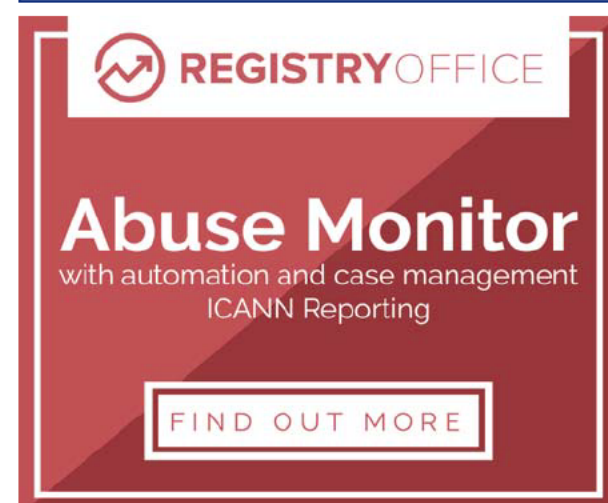 REGISTRYOFFICE
Abuse Monitor
with automation and case management
ICANN Reporting
FIND OUT MORE